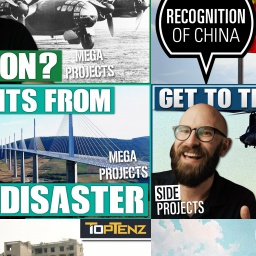 ON?
MEGA
PROJECTS
RECOGNITION
OF CHINA
ITS FROM
MEGA
PROJECTS
DISASTER
GET TO T
SIDE
PROJECTS
TOPTENZ